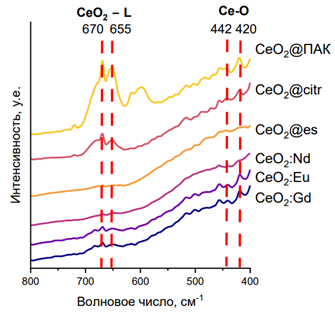 CeO₂ – L Ce-O
670 655 442 420
CeO₂@ПАК
CeO₂@citr
CeO₂@es
CeO₂:Nd
CeO₂:Eu
CeO₂:Gd
Интенсивность, у.е.
800 700 600 500 400
Волновое число, см⁻¹